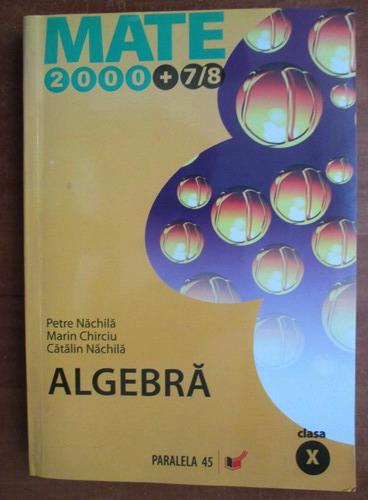 MATE
2000+7/8
Petre Năchilă
Marin Chirciu
Cătălin Năchilă
ALGEBRĂ
clasa
X
PARALELA 45